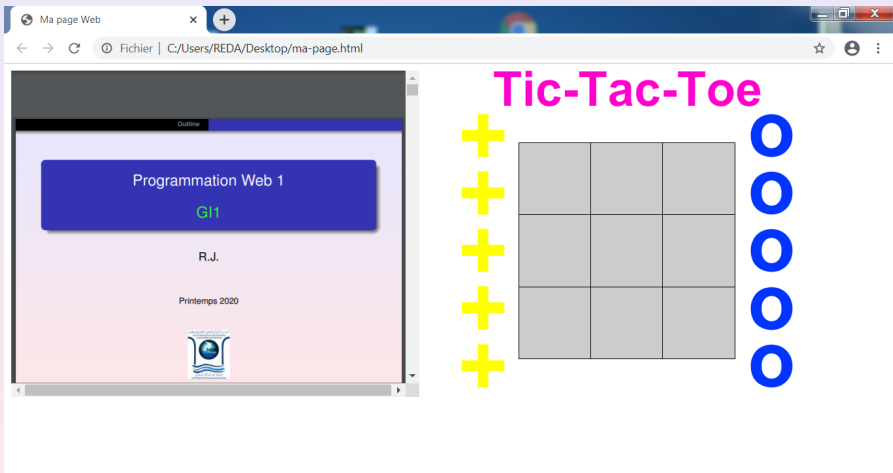 Ma page Web
Fichier | C:/Users/REDA/Desktop/ma-page.html
Outline
Programmation Web 1
GI1
R.J.
Printemps 2020
Tic-Tac-Toe
+ O
+ O
+ O
+ O
+ O